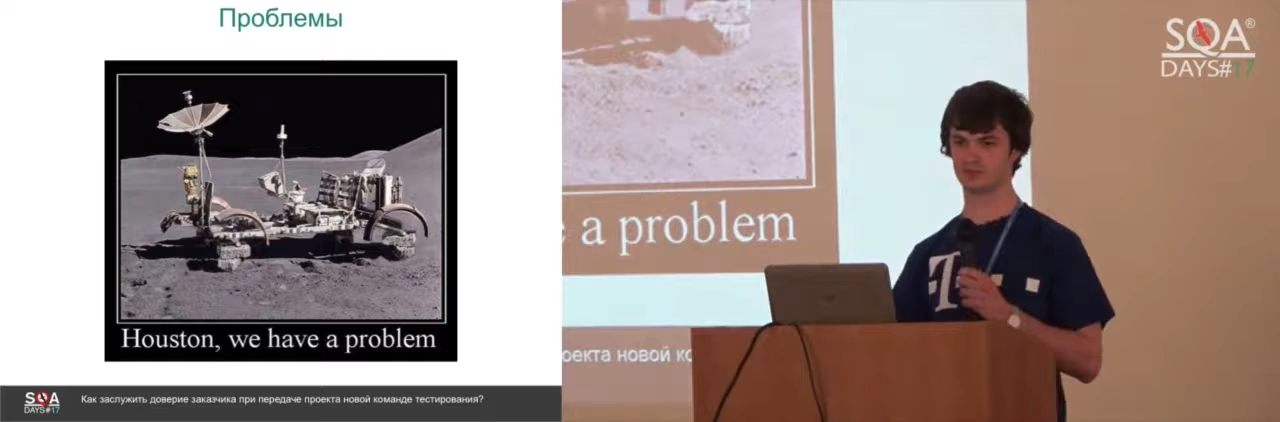 Проблемы
Houston, we have a problem
SQA
DAYS#17
Как заслужить доверие заказчика при передаче проекта новой команде тестирования?
a problem
роекта новой
T
SQA®
DAYS#17